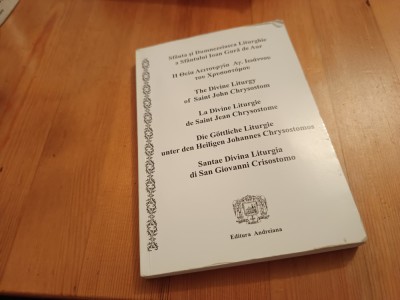 Sfînta și Dumnezeiasca Liturghie
a Sfântului Ioan Gură de Aur
Η Θεία Λειτουργία Αγ. Ιωάννου
του Χρυσοστόμου
The Divine Liturgy
of Saint John Chrysostom
La Divine Liturgie
de Saint Jean Chrysostome
Die Göttliche Liturgie
unter den Heiligen Johannes Chrysostomus
Santae Divina Liturgia
di San Giovanni Crisostomo
Editura Andreiana